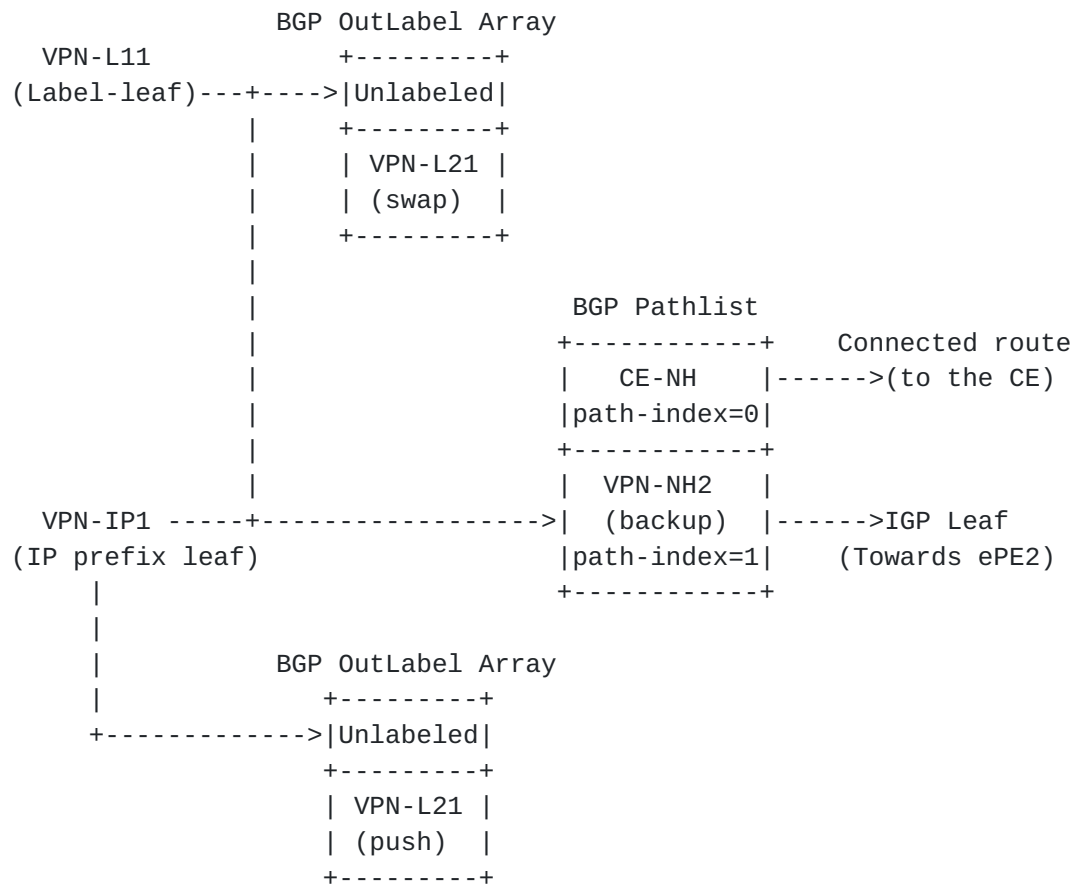 BGP OutLabel Array
  VPN-L11            +---------+
(Label-leaf)---+---->|Unlabeled|
               |     +---------+
               |     | VPN-L21 |
               |     | (swap)  |
               |     +---------+
               |
               |                    BGP Pathlist
               |                   +------------+    Connected route
               |                   |   CE-NH    |------>(to the CE)
               |                   |path-index=0|
               |                   +------------+
               |                   |  VPN-NH2   |
  VPN-IP1 -----+------------------>|  (backup)  |------>IGP Leaf
(IP prefix leaf)                   |path-index=1|    (Towards ePE2)
     |                             +------------+
     |
     |           BGP OutLabel Array
     |              +---------+
     +------------->|Unlabeled|
                    +---------+
                    | VPN-L21 |
                    | (push)  |
                    +---------+